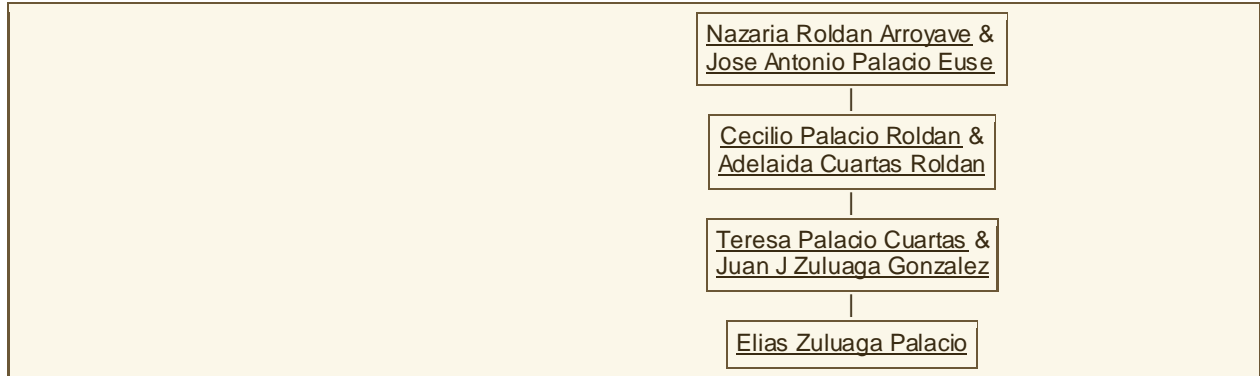 Nazaria Roldan Arroyave &
Jose Antonio Palacio Euse
Cecilio Palacio Roldan &
Adelaida Cuartas Roldan
Teresa Palacio Cuartas &
Juan J Zuluaga Gonzalez
Elias Zuluaga Palacio